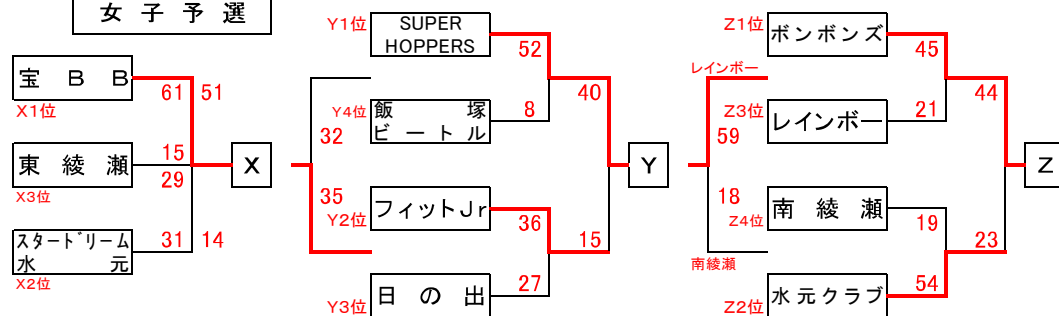 女子予選
宝BB
X1位
61
51
東綾瀬
X3位
15
29
スタードリーム
水元
X2位
31
14
X
Y1位
SUPER
HOPPERS
52
Y4位
飯塚
ビートル
8
40
32
35
フィットJr
Y2位
36
15
日の出
Y3位
27
Y
Z1位
ボンボンズ
45
レインボー
Z3位
レインボー
21
44
59
18
南綾瀬
Z4位
19
23
南綾瀬
水元クラブ
Z2位
54
Z